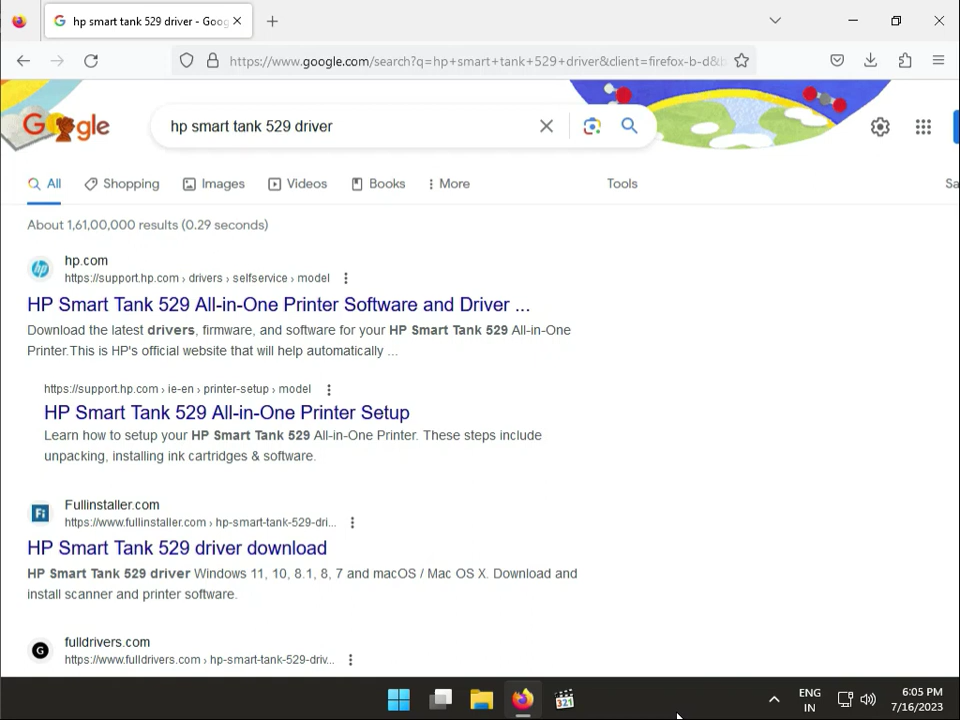 hp smart tank 529 driver - Goog
https://www.google.com/search?q=hp+smart+tank+529+driver&client=firefox-b-d&
Google
hp smart tank 529 driver
All
Shopping
Images
Videos
Books
More
Tools
Sa
About 1,61,00,000 results (0.29 seconds)
hp
hp.com
https://support.hp.com › drivers › selfservice › model
HP Smart Tank 529 All-in-One Printer Software and Driver ...
Download the latest drivers, firmware, and software for your HP Smart Tank 529 All-in-One
Printer.This is HP's official website that will help automatically ...
https://support.hp.com › ie-en › printer-setup › model
HP Smart Tank 529 All-in-One Printer Setup
Learn how to setup your HP Smart Tank 529 All-in-One Printer. These steps include
unpacking, installing ink cartridges & software.
Fi
Fullinstaller.com
https://www.fullinstaller.com › hp-smart-tank-529-dri...
HP Smart Tank 529 driver download
HP Smart Tank 529 driver Windows 11, 10, 8.1, 8, 7 and macOS / Mac OS X. Download and
install scanner and printer software.
G
fulldrivers.com
https://www.fulldrivers.com › hp-smart-tank-529-driv...
321
ENG
IN
6:05 PM
7/16/2023